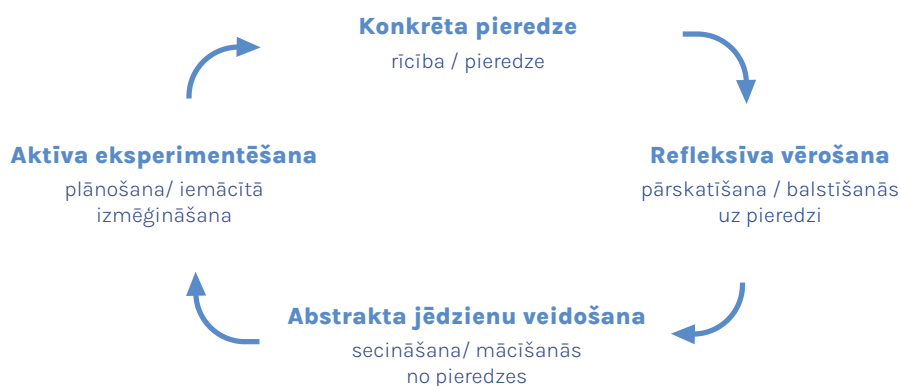 Konkrēta pieredze
rīcība / pieredze
Aktīva eksperimentēšana
plānošana/ iemācītā
izmēģināšana
Refleksīva vērošana
pārskatīšana / balstīšanās
uz pieredzi
Abstrakta jēdzienu veidošana
secināšana/ mācīšanās
no pieredzes